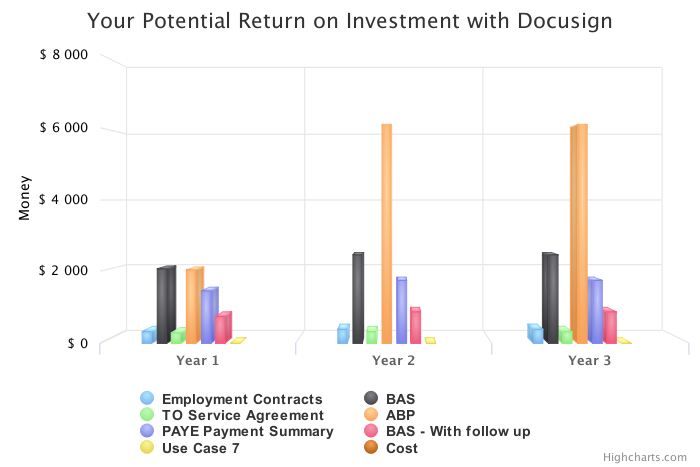 Your Potential Return on Investment with Docusign
$ 8 000
$ 6 000
$ 4 000
$ 2 000
$ 0
Money
Year 1
Year 2
Year 3
Employment Contracts
BAS
TO Service Agreement
ABP
PAYE Payment Summary
BAS - With follow up
Use Case 7
Cost
Highcharts.com